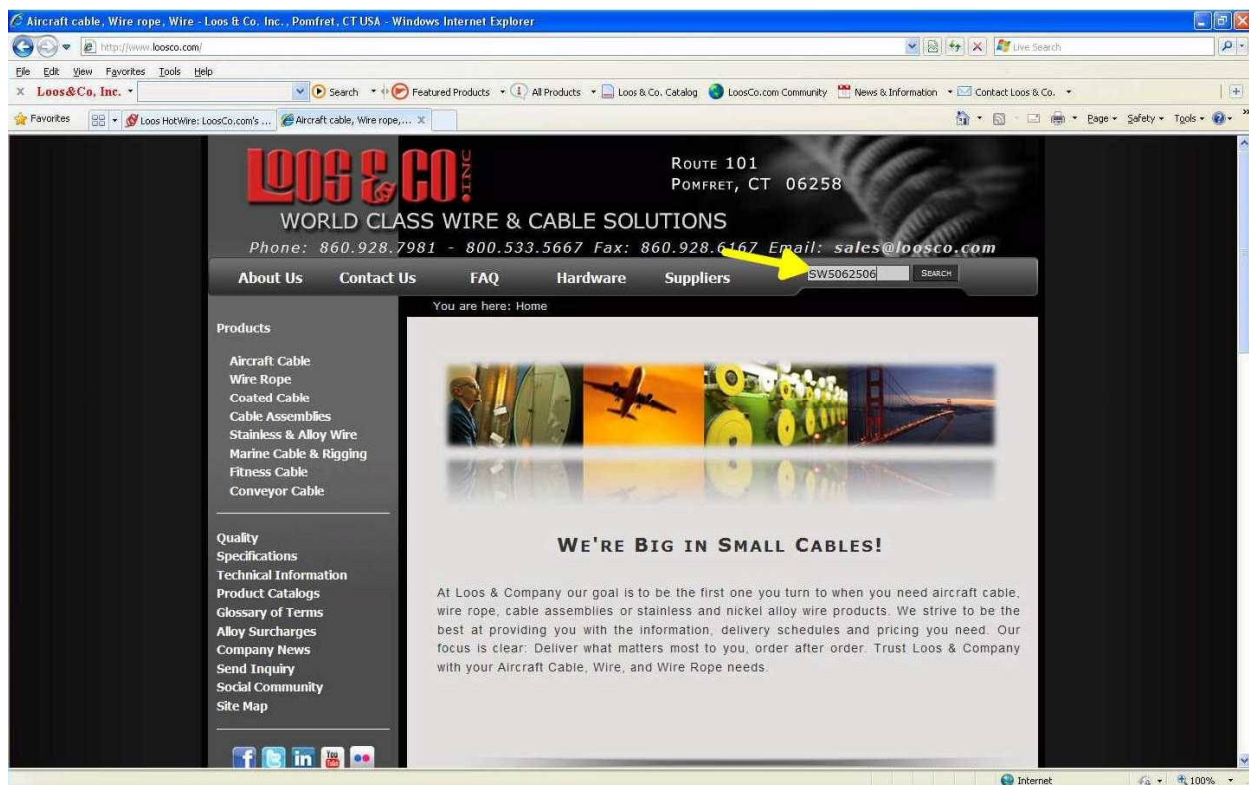 Aircraft cable, Wire rope, Wire - Loos & Co. Inc., Pomfret, CT USA - Windows Internet Explorer
http://www.loosco.com/
Live Search
File Edit View Favorites Tools Help
x Loos&Co, Inc. Search Featured Products All Products Loos & Co. Catalog LoosCo.com Community News & Information Contact Loos & Co.
Favorites Loos HotWire: LoosCo.com's ... Aircraft cable, Wire rope,... X Page Safety Tools
LOOS & CO INC
ROUTE 101
POMFRET, CT 06258
WORLD CLASS WIRE & CABLE SOLUTIONS
Phone: 860.928.7981 - 800.533.5667 Fax: 860.928.6167 Email: sales@loosco.com
About Us Contact Us FAQ Hardware Suppliers SW5062506 SEARCH
You are here: Home
Products
Aircraft Cable
Wire Rope
Coated Cable
Cable Assemblies
Stainless & Alloy Wire
Marine Cable & Rigging
Fitness Cable
Conveyor Cable
Quality
Specifications
Technical Information
Product Catalogs
Glossary of Terms
Alloy Surcharges
Company News
Send Inquiry
Social Community
Site Map
WE'RE BIG IN SMALL CABLES!
At Loos & Company our goal is to be the first one you turn to when you need aircraft cable,
wire rope, cable assemblies or stainless and nickel alloy wire products. We strive to be the
best at providing you with the information, delivery schedules and pricing you need. Our
focus is clear: Deliver what matters most to you, order after order. Trust Loos & Company
with your Aircraft Cable, Wire, and Wire Rope needs.
f in You Tube
Internet 100%